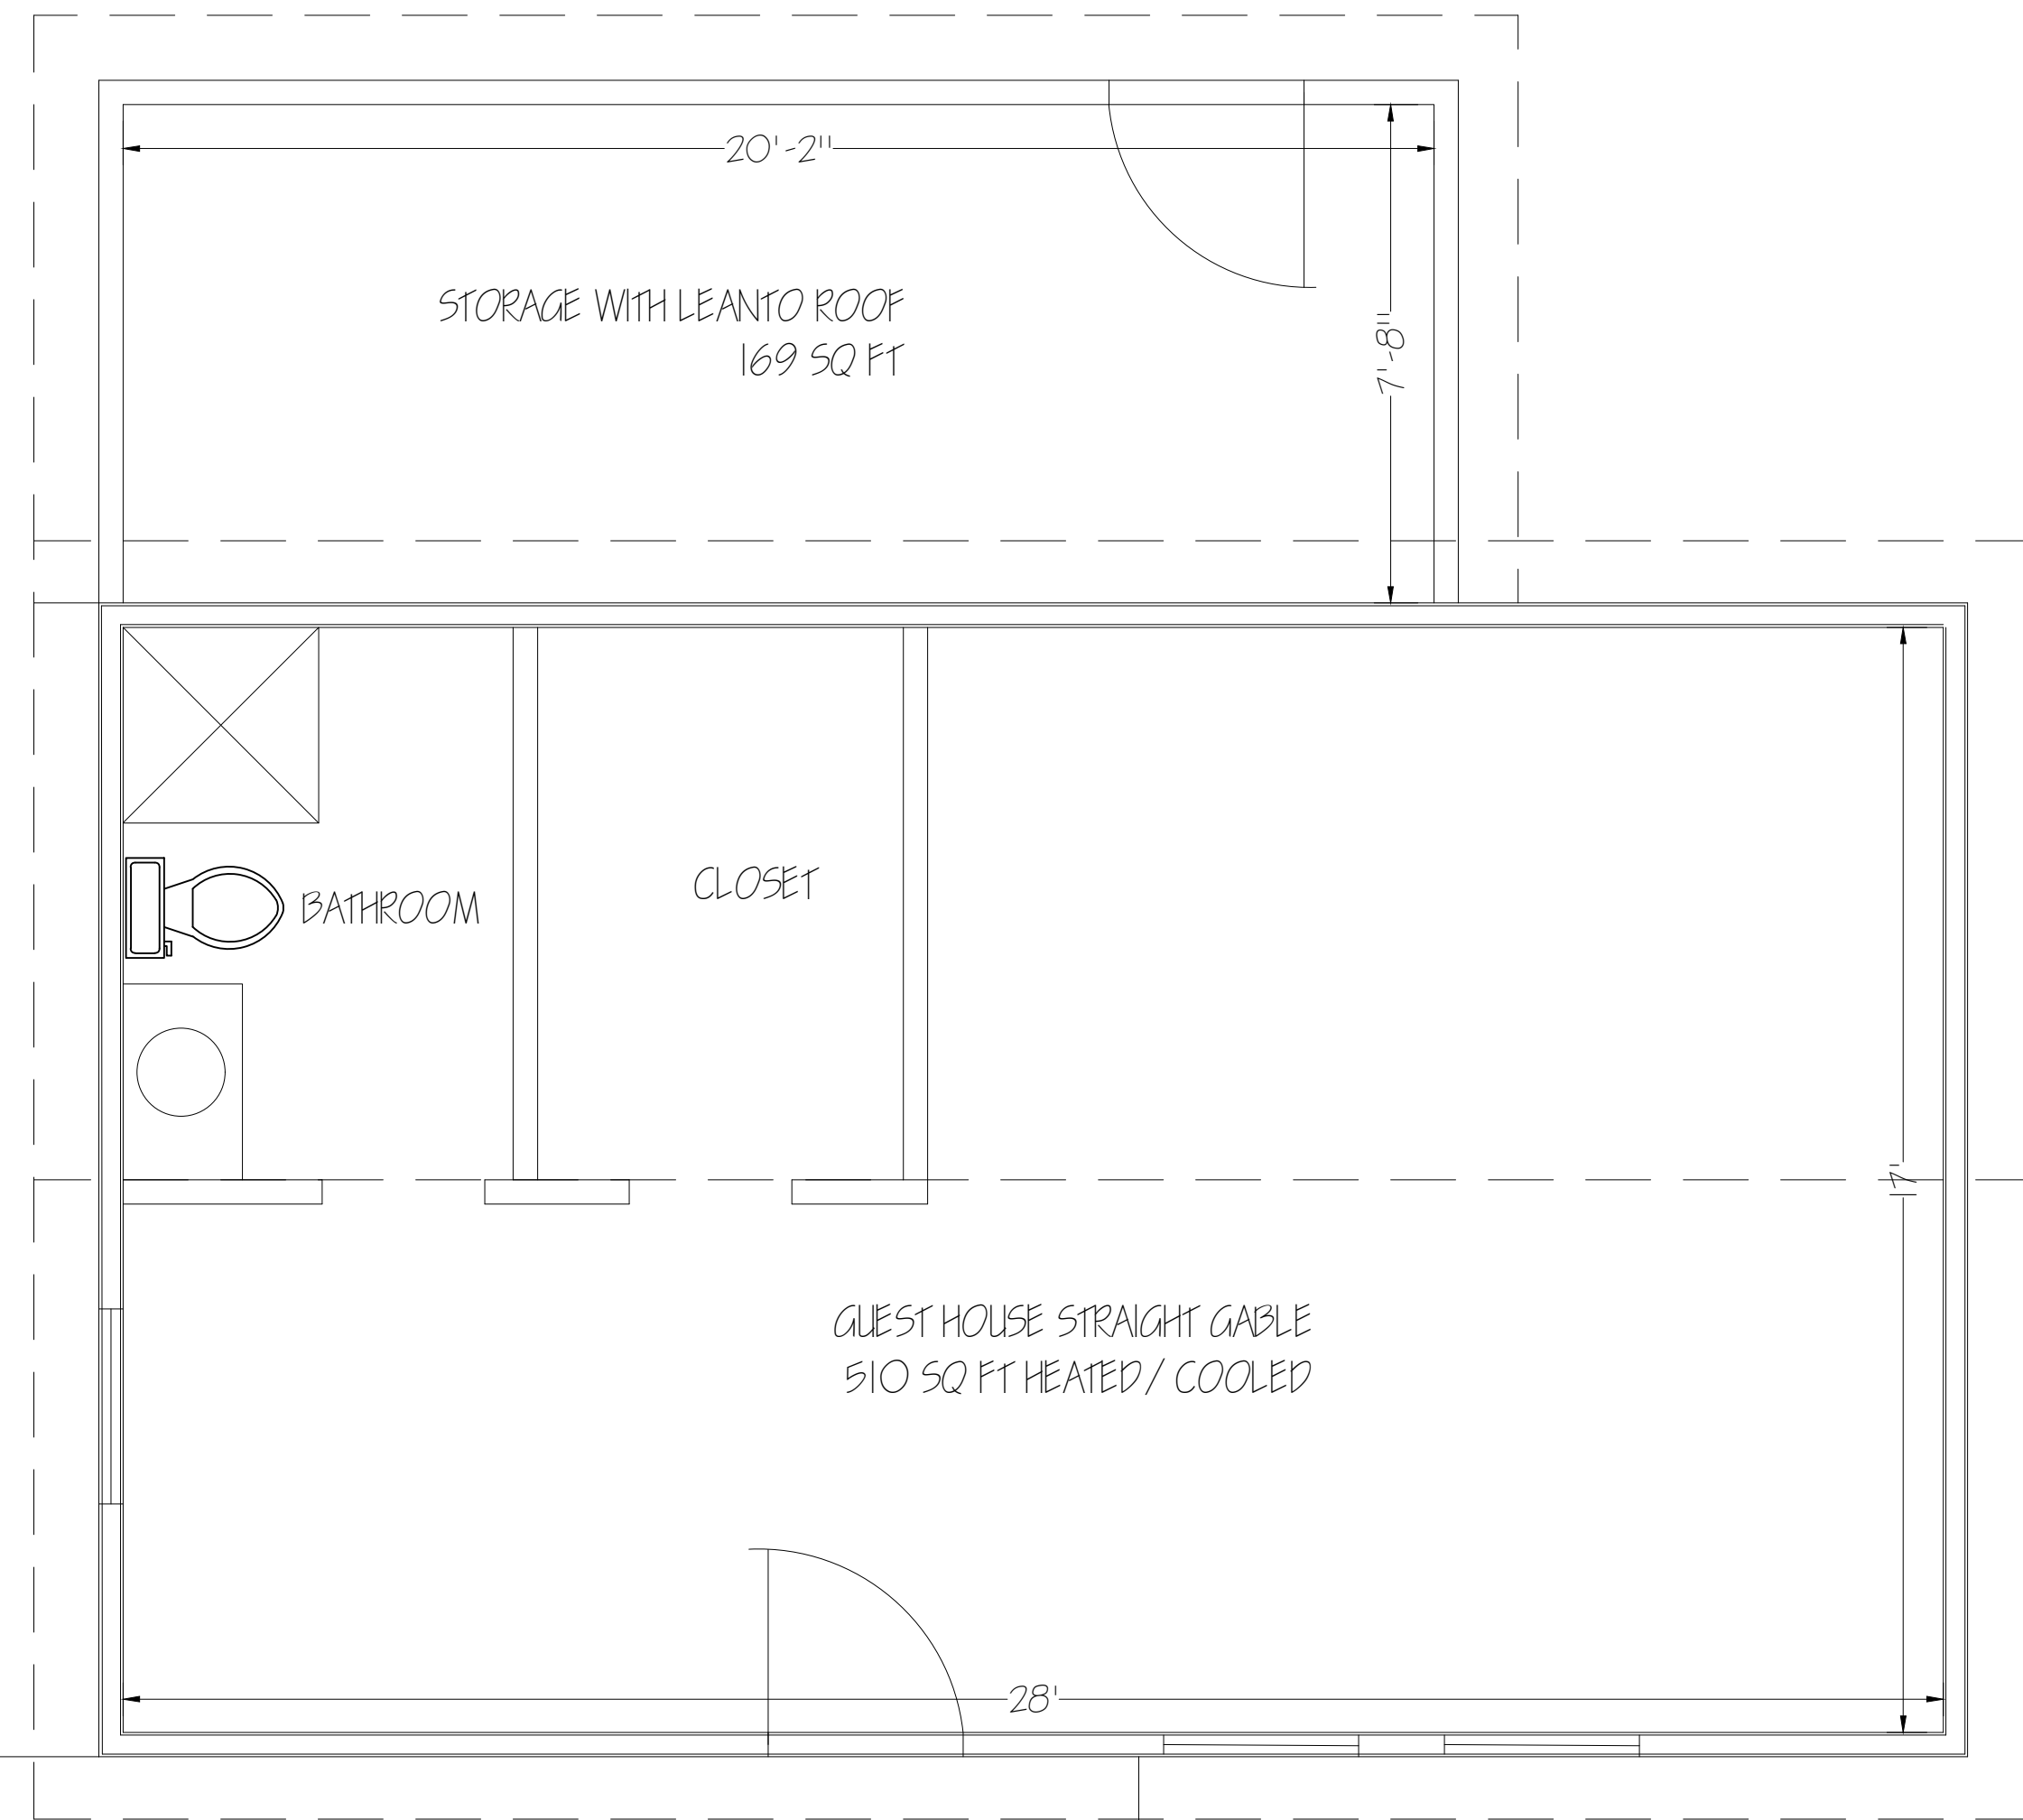 20'-2"
STORAGE WITH LEANTO ROOF
169 SQ FT
7'-8"
CLOSET
BATHROOM
17'
GUEST HOUSE STRAIGHT GABLE
510 SQ FT HEATED/ COOLED
28'